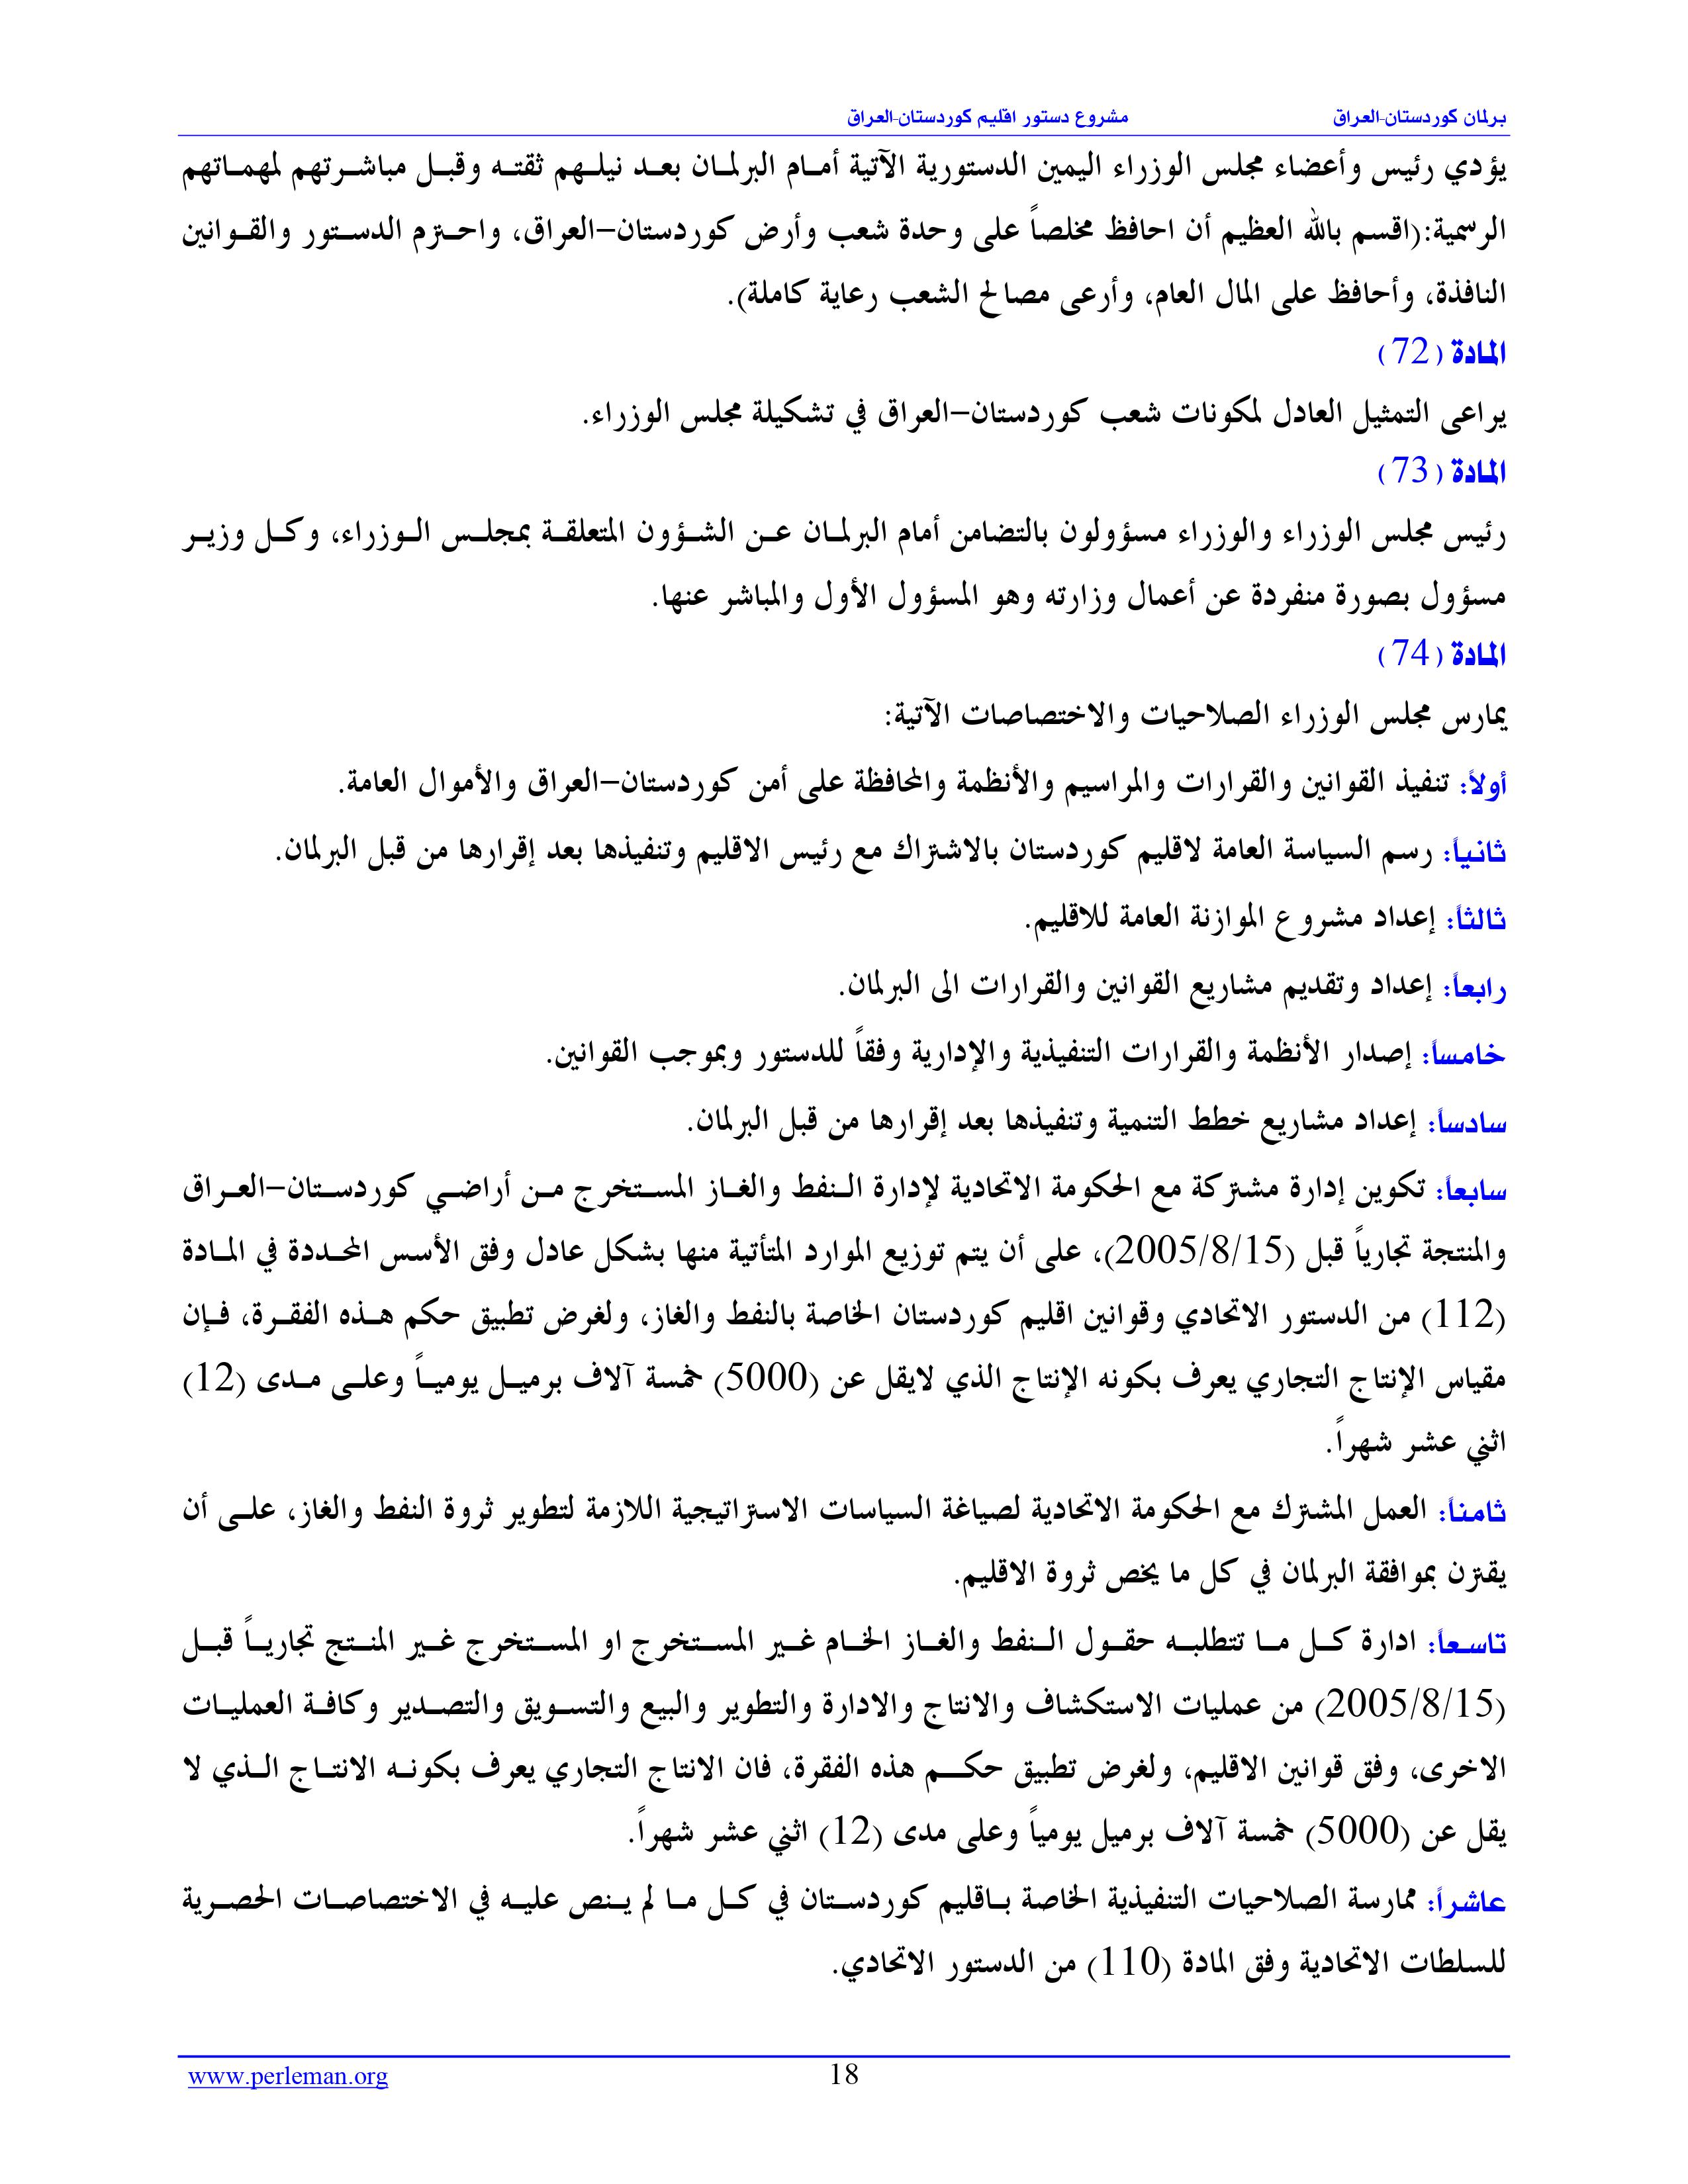 برلمان كوردستان-العراق مشروع دستور اقليم كوردستان-العراق
يؤدي رئيس وأعضاء مجلس الوزراء اليمين الدستورية الآتية أمام البرلمان بعد نيلهم ثقته وقبل مباشرتهم لمهماتهم
الرسمية:(اقسم بالله العظيم أن احافظ مخلصاً على وحدة شعب وأرض كوردستان-العراق، واحترم الدستور والقوانين
النافذة، وأحافظ على المال العام، وأرعى مصالح الشعب رعاية كاملة).
المادة (72)
يراعى التمثيل العادل لمكونات شعب كوردستان-العراق في تشكيلة مجلس الوزراء.
المادة (73)
رئيس مجلس الوزراء والوزراء مسؤولون بالتضامن أمام البرلمان عن الشؤون المتعلقة بمجلس الوزراء، وكل وزير
مسؤول بصورة منفردة عن أعمال وزارته وهو المسؤول الأول والمباشر عنها.
المادة (74)
يمارس مجلس الوزراء الصلاحيات والاختصاصات الآتية:
أولاً: تنفيذ القوانين والقرارات والمراسيم والأنظمة والمحافظة على أمن كوردستان-العراق والأموال العامة.
ثانياً: رسم السياسة العامة لاقليم كوردستان بالاشتراك مع رئيس الاقليم وتنفيذها بعد إقرارها من قبل البرلمان.
ثالثاً: إعداد مشروع الموازنة العامة للاقليم.
رابعاً: إعداد وتقديم مشاريع القوانين والقرارات الى البرلمان.
خامساً: إصدار الأنظمة والقرارات التنفيذية والإدارية وفقاً للدستور وبموجب القوانين.
سادساً: إعداد مشاريع خطط التنمية وتنفيذها بعد إقرارها من قبل البرلمان.
سابعاً: تكوين إدارة مشتركة مع الحكومة الاتحادية لإدارة النفط والغاز المستخرج من أراضي كوردستان-العراق
والمنتجة تجارياً قبل (2005/8/15)، على أن يتم توزيع الموارد المتأتية منها بشكل عادل وفق الأسس المحددة في المادة
(112) من الدستور الاتحادي وقوانين اقليم كوردستان الخاصة بالنفط والغاز، ولغرض تطبيق حكم هذه الفقرة، فإن
مقياس الإنتاج التجاري يعرف بكونه الإنتاج الذي لايقل عن (5000) خمسة آلاف برميل يومياً وعلى مدى (12)
اثني عشر شهراً.
ثامناً: العمل المشترك مع الحكومة الاتحادية لصياغة السياسات الاستراتيجية اللازمة لتطوير ثروة النفط والغاز، على أن
يقترن بموافقة البرلمان في كل ما يخص ثروة الاقليم.
تاسعاً: ادارة كل ما تتطلبه حقول النفط والغاز الخام غير المستخرج او المستخرج غير المنتج تجارياً قبل
(2005/8/15) من عمليات الاستكشاف والانتاج والادارة والتطوير والبيع والتسويق والتصدير وكافة العمليات
الاخرى، وفق قوانين الاقليم، ولغرض تطبيق حكم هذه الفقرة، فان الانتاج التجاري يعرف بكونه الانتاج الذي لا
يقل عن (5000) خمسة آلاف برميل يومياً وعلى مدى (12) اثني عشر شهراً.
عاشراً: ممارسة الصلاحيات التنفيذية الخاصة باقليم كوردستان في كل ما لم ينص عليه في الاختصاصات الحصرية
للسلطات الاتحادية وفق المادة (110) من الدستور الاتحادي.
www.perleman.org 18